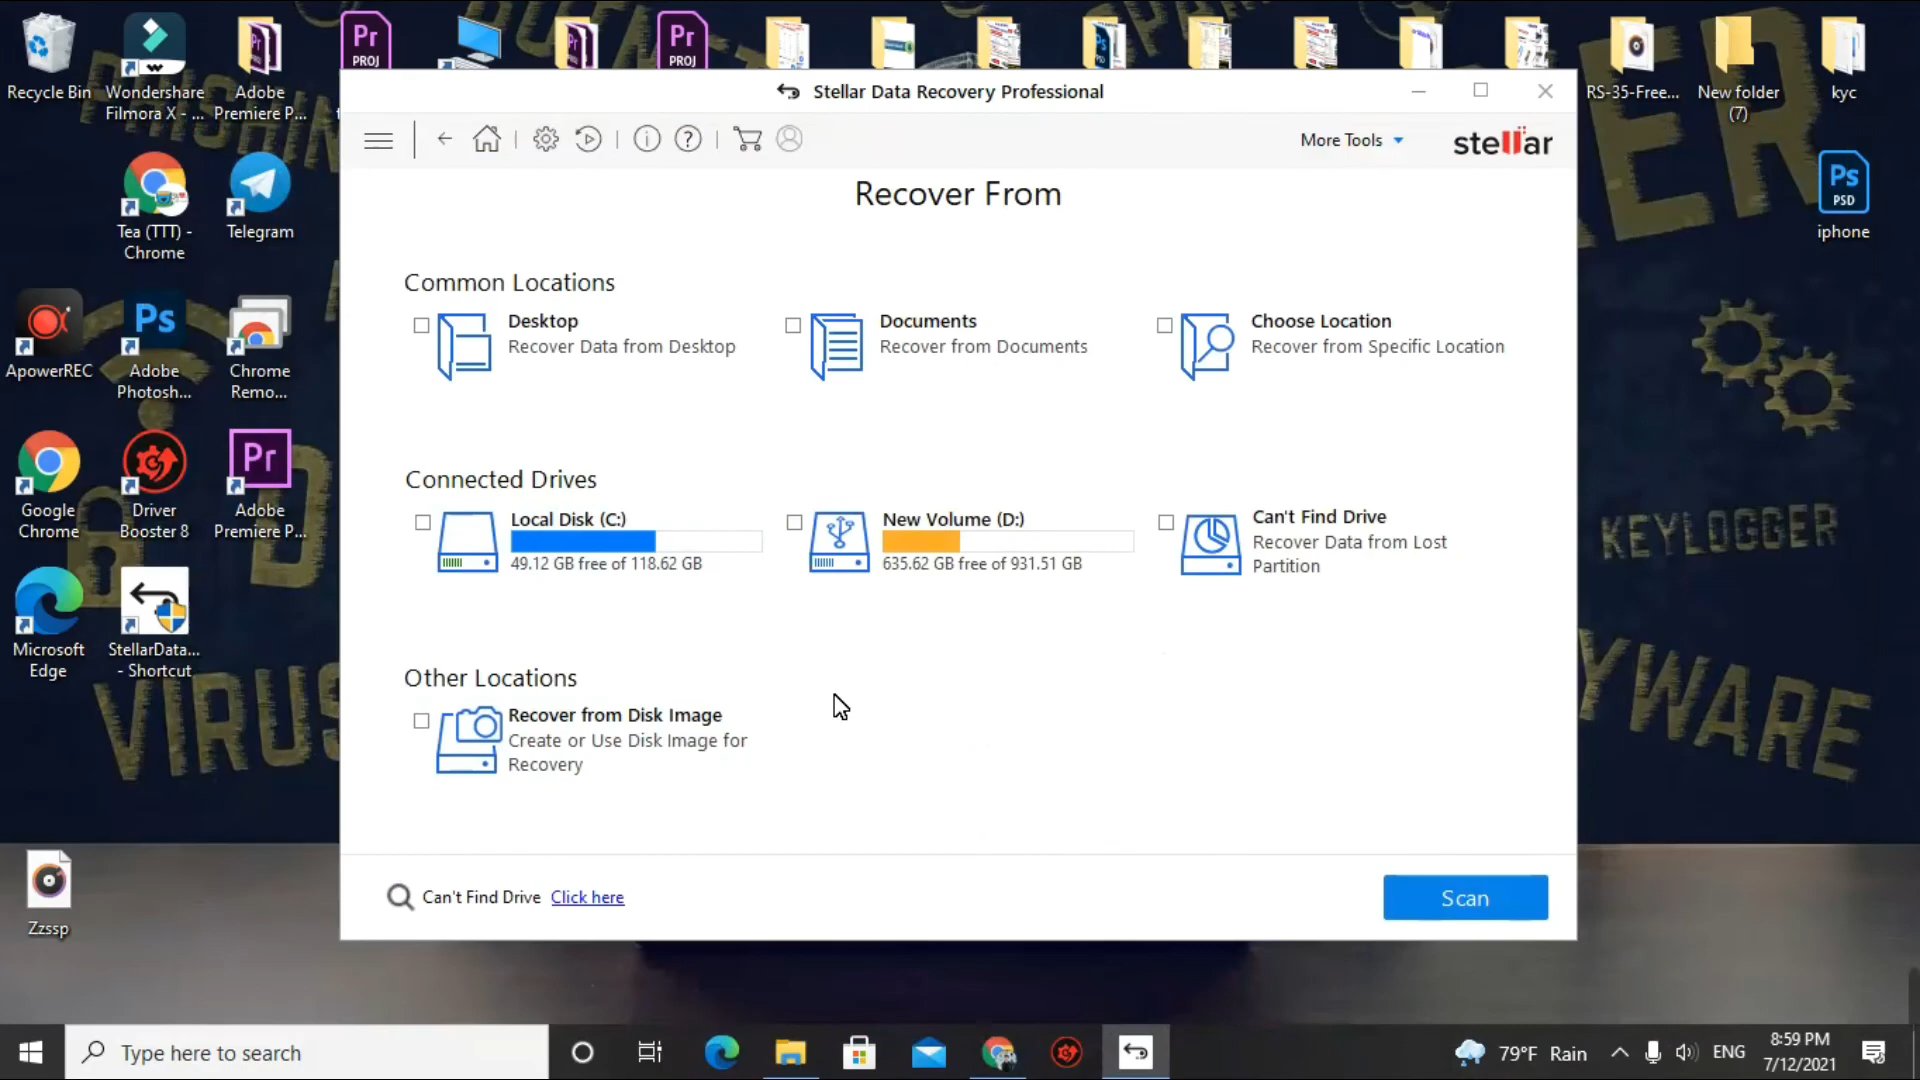 Recycle Bin
Wondershare
Filmora X - ...
Adobe
Premiere P...
Pr
PROJ
Pr
PROJ
RS-35-Free...
New folder
(7)
kyc
Stellar Data Recovery Professional
More Tools
stellar
Recover From
Tea (TTT) -
Chrome
Telegram
Ps
PSD
iphone
Common Locations
Desktop
Recover Data from Desktop
Documents
Recover from Documents
Choose Location
Recover from Specific Location
ApowerREC
Ps
Adobe
Photosh...
Chrome
Remo...
Connected Drives
Local Disk (C:)
49.12 GB free of 118.62 GB
New Volume (D:)
635.62 GB free of 931.51 GB
Can't Find Drive
Recover Data from Lost
Partition
Google
Chrome
Driver
Booster 8
Pr
Adobe
Premiere P...
KEYLOGGER
Microsoft
Edge
StellarData...
- Shortcut
Other Locations
Recover from Disk Image
Create or Use Disk Image for
Recovery
Zzssp
Can't Find Drive Click here
Scan
Type here to search
79°F Rain
ENG
8:59 PM
7/12/2021